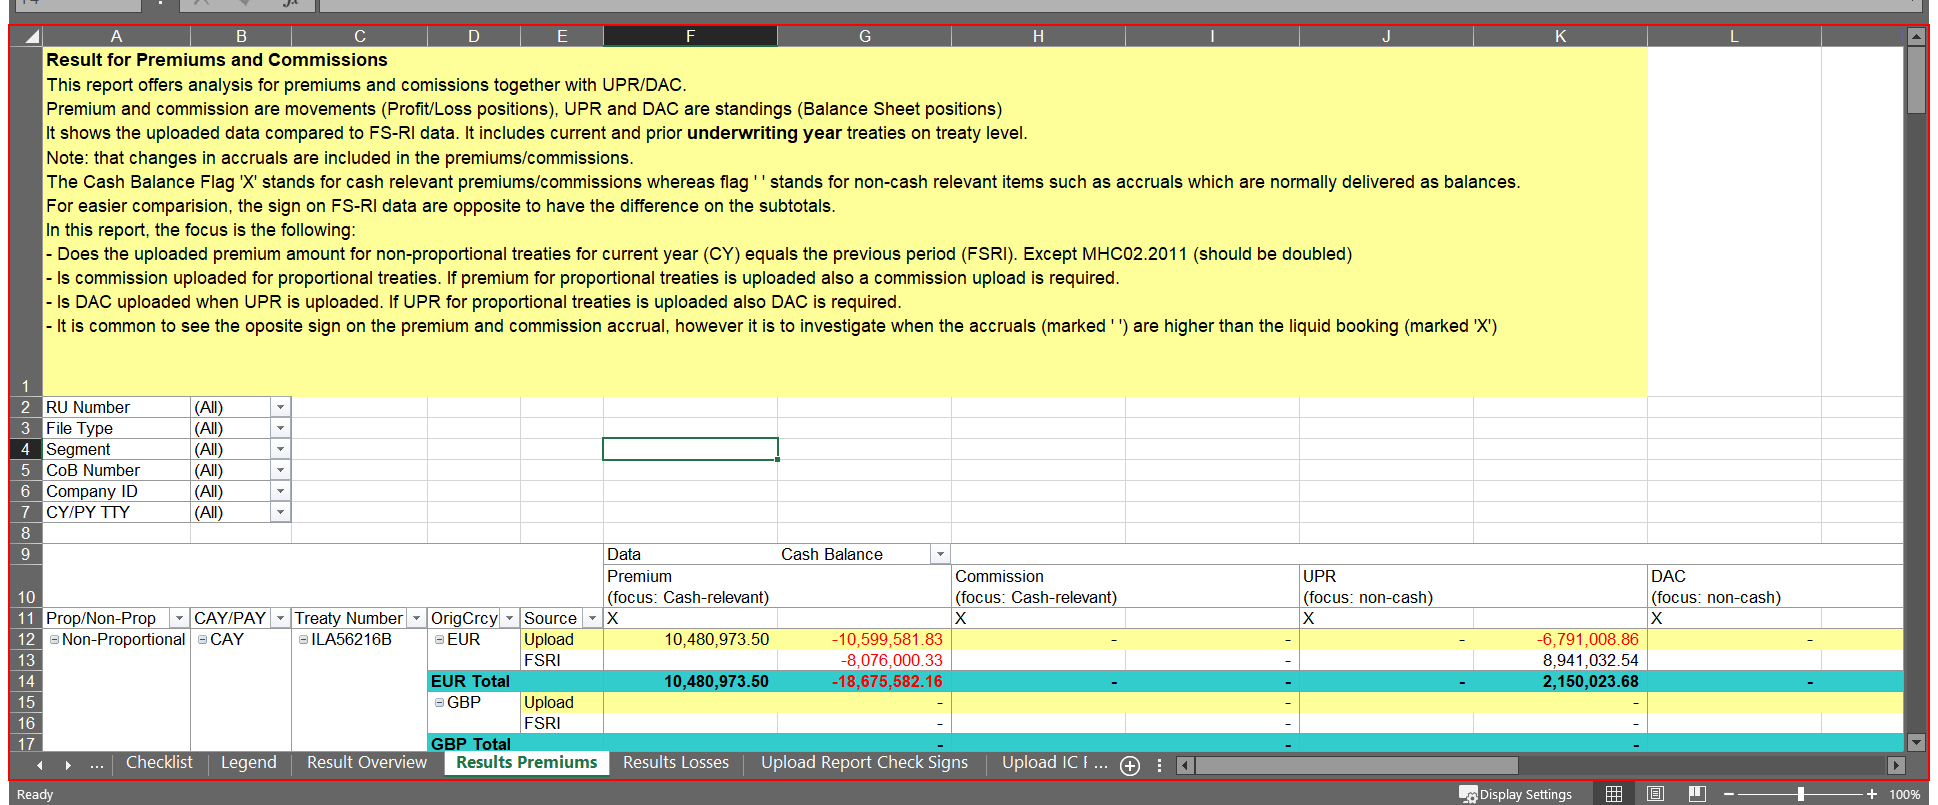 A B C D E F G H I J K L
Result for Premiums and Commissions
This report offers analysis for premiums and comissions together with UPR/DAC.
Premium and commission are movements (Profit/Loss positions), UPR and DAC are standings (Balance Sheet positions)
It shows the uploaded data compared to FS-RI data. It includes current and prior underwriting year treaties on treaty level.
Note: that changes in accruals are included in the premiums/commissions.
The Cash Balance Flag 'X' stands for cash relevant premiums/commissions whereas flag ' ' stands for non-cash relevant items such as accruals which are normally delivered as balances.
For easier comparision, the sign on FS-RI data are opposite to have the difference on the subtotals.
In this report, the focus is the following:
- Does the uploaded premium amount for non-proportional treaties for current year (CY) equals the previous period (FSRI). Except MHC02.2011 (should be doubled)
- Is commission uploaded for proportional treaties. If premium for proportional treaties is uploaded also a commission upload is required.
- Is DAC uploaded when UPR is uploaded. If UPR for proportional treaties is uploaded also DAC is required.
- It is common to see the oposite sign on the premium and commission accrual, however it is to investigate when the accruals (marked ' ') are higher than the liquid booking (marked 'X')
1
2 RU Number (All)
3 File Type (All)
4 Segment (All)
5 CoB Number (All)
6 Company ID (All)
7 CY/PY TTY (All)
8
9 Data Cash Balance
Premium Commission UPR DAC
10 (focus: Cash-relevant) (focus: Cash-relevant) (focus: non-cash) (focus: non-cash)
11 Prop/Non-Prop CAY/PAY Treaty Number OrigCrcy Source X X X X
12 Non-Proportional CAY ILA56216B EUR Upload 10,480,973.50 -10,599,581.83 - - - -6,791,008.86 -
13 FSRI -8,076,000.33 - 8,941,032.54
14 EUR Total 10,480,973.50 -18,675,582.16 - - - 2,150,023.68 -
15 GBP Upload - - -
16 FSRI - - -
17 GBP Total - - -
... Checklist Legend Result Overview Results Premiums Results Losses Upload Report Check Signs Upload IC ...
Ready Display Settings 100%